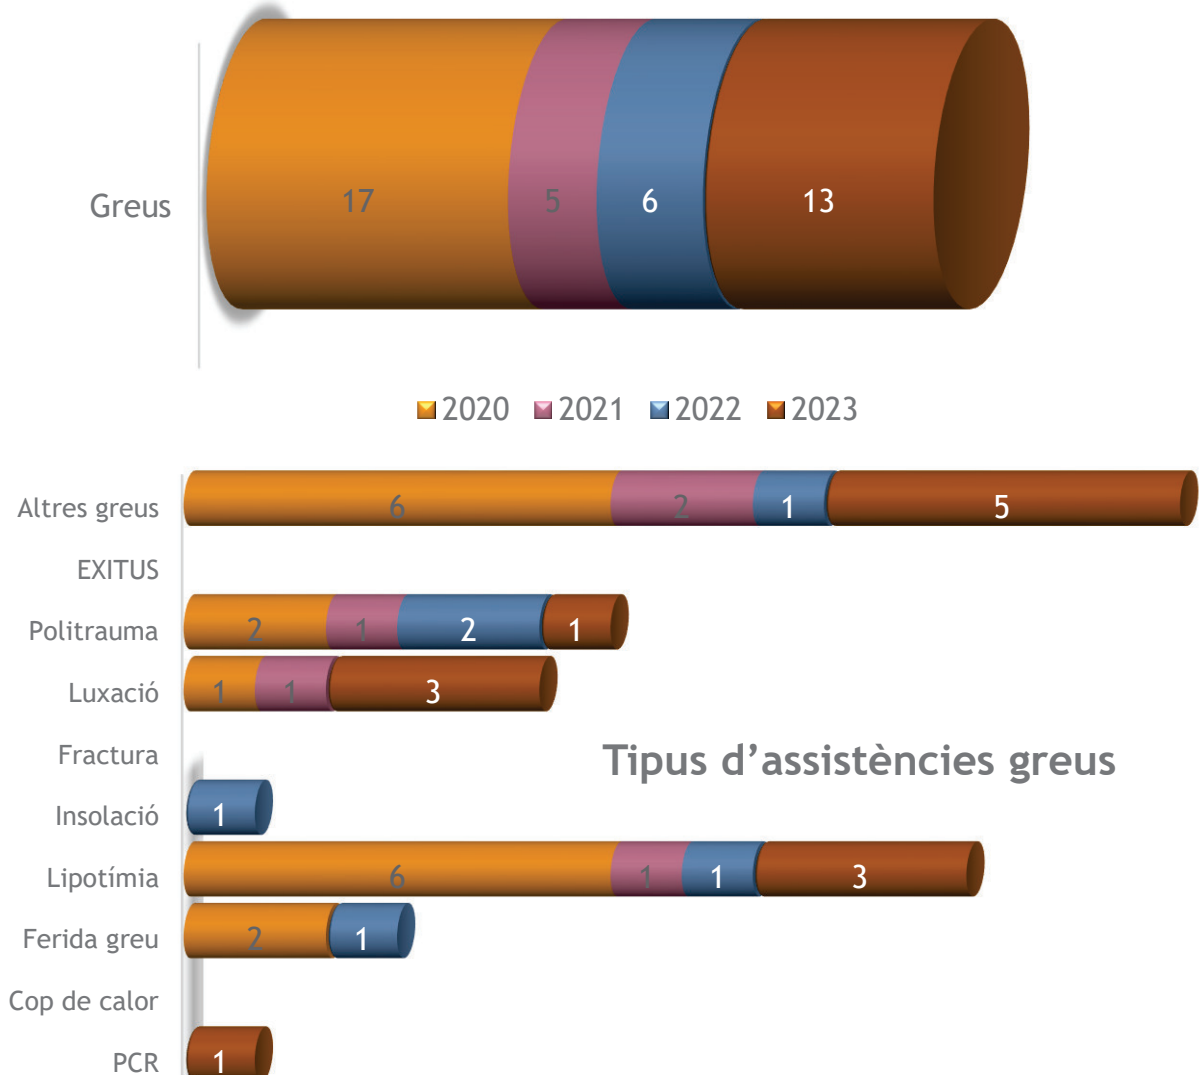 Greus 17 5 6 13
2020 2021 2022 2023
Altres greus 6 2 1 5
EXITUS
Politrauma 2 1 2 1
Luxació 1 1 3
Fractura
Tipus d’assistències greus
Insolació 1
Lipotímia 6 1 1 3
Ferida greu 2 1
Cop de calor
PCR 1